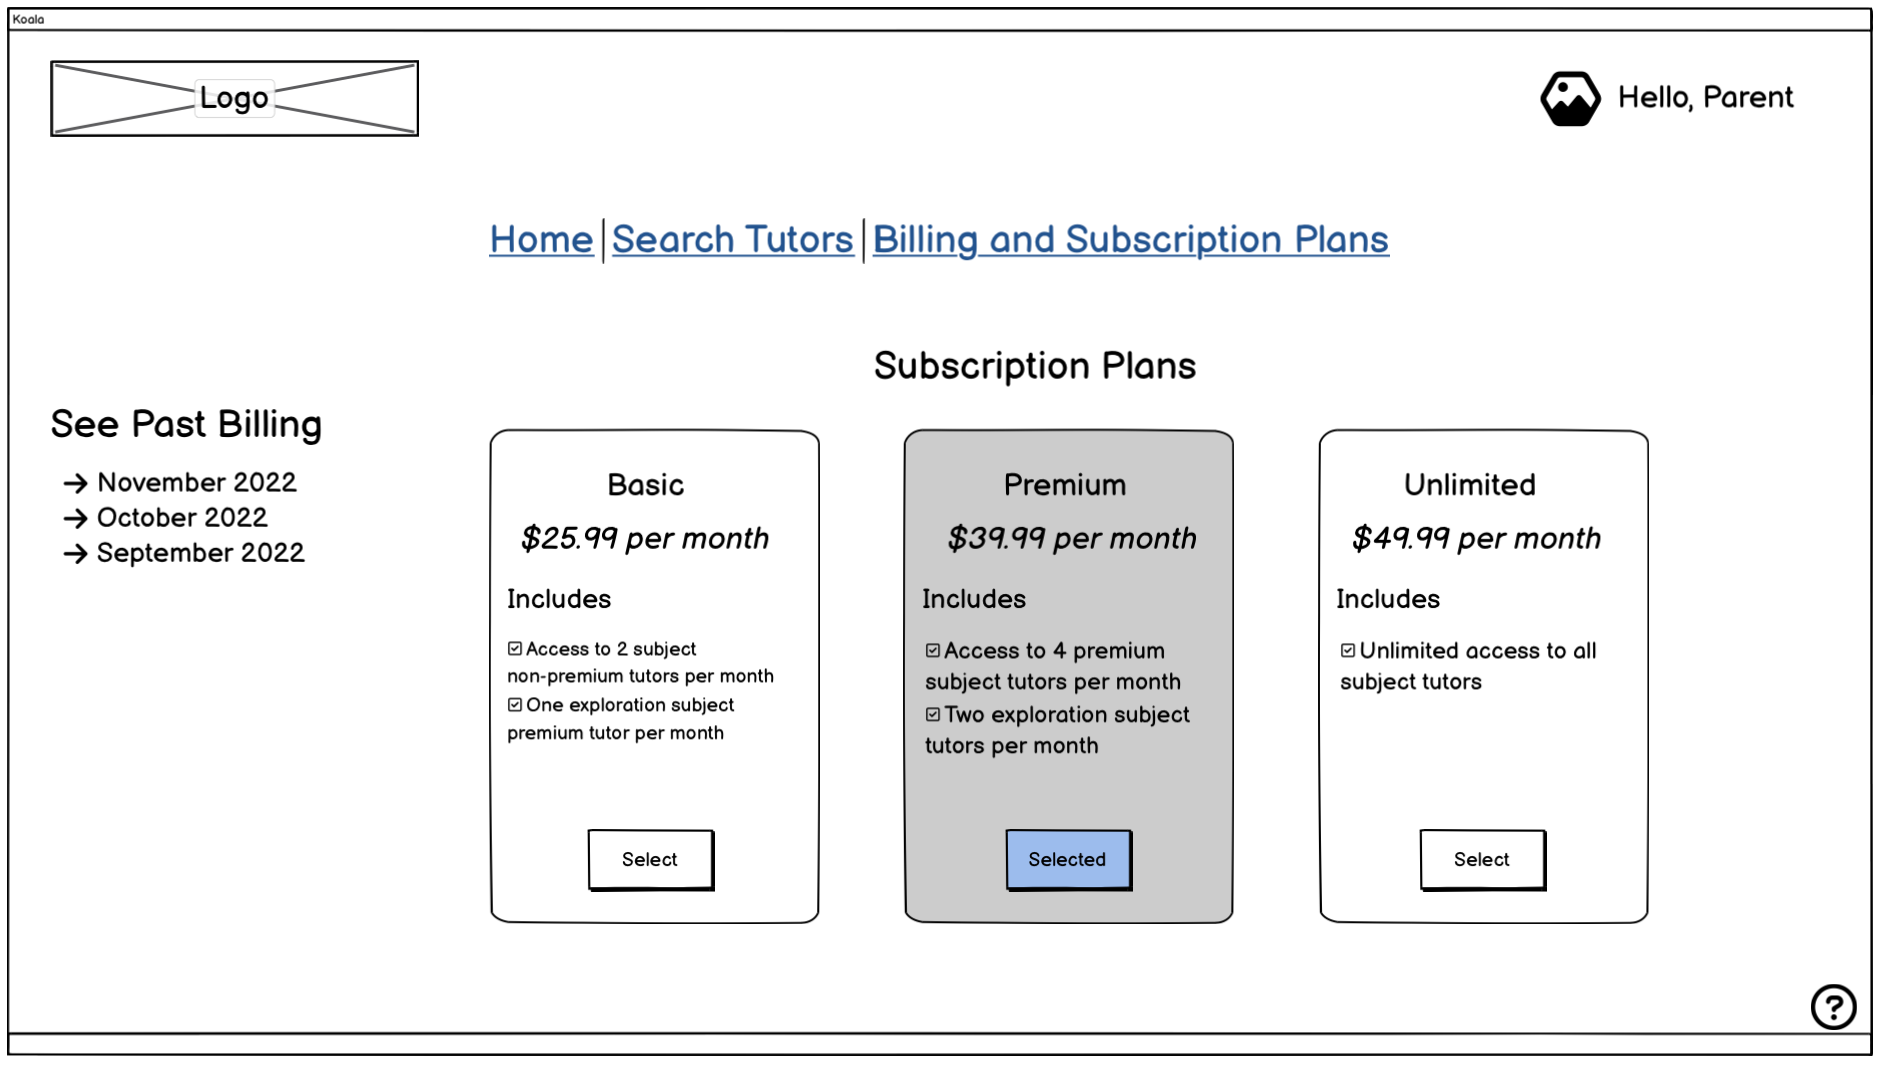 Koala
Logo
Hello, Parent
Home
Search Tutors
Billing and Subscription Plans
Subscription Plans
See Past Billing
November 2022
October 2022
September 2022
Basic
$25.99 per month
Includes
Access to 2 subject
non-premium tutors per month
One exploration subject
premium tutor per month
Select
Premium
$39.99 per month
Includes
Access to 4 premium
subject tutors per month
Two exploration subject
tutors per month
Selected
Unlimited
$49.99 per month
Includes
Unlimited access to all
subject tutors
Select
?